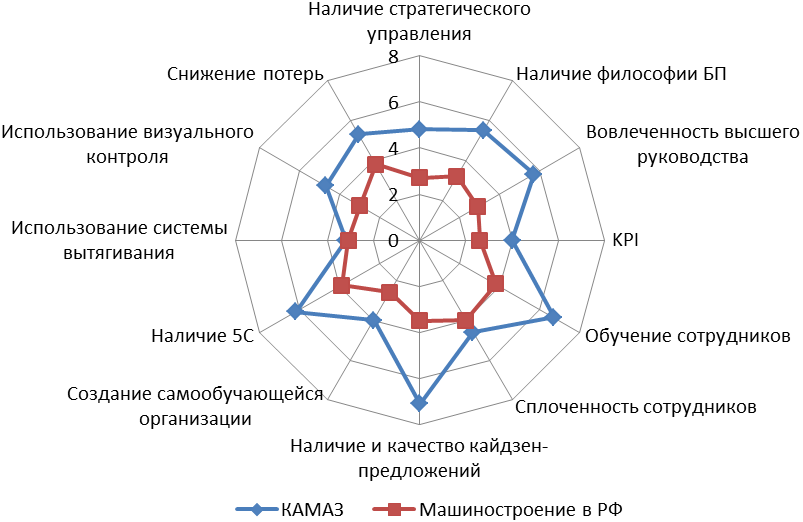 Наличие стратегического
управления
8
Снижение потерь
Наличие философии БП
6
Использование визуального
контроля
Вовлеченность высшего
руководства
4
2
Использование системы
вытягивания
0
KPI
Наличие 5С
Обучение сотрудников
Создание самообучающейся
организации
Сплоченность сотрудников
Наличие и качество кайдзен-
предложений
КАМАЗ
Машиностроение в РФ